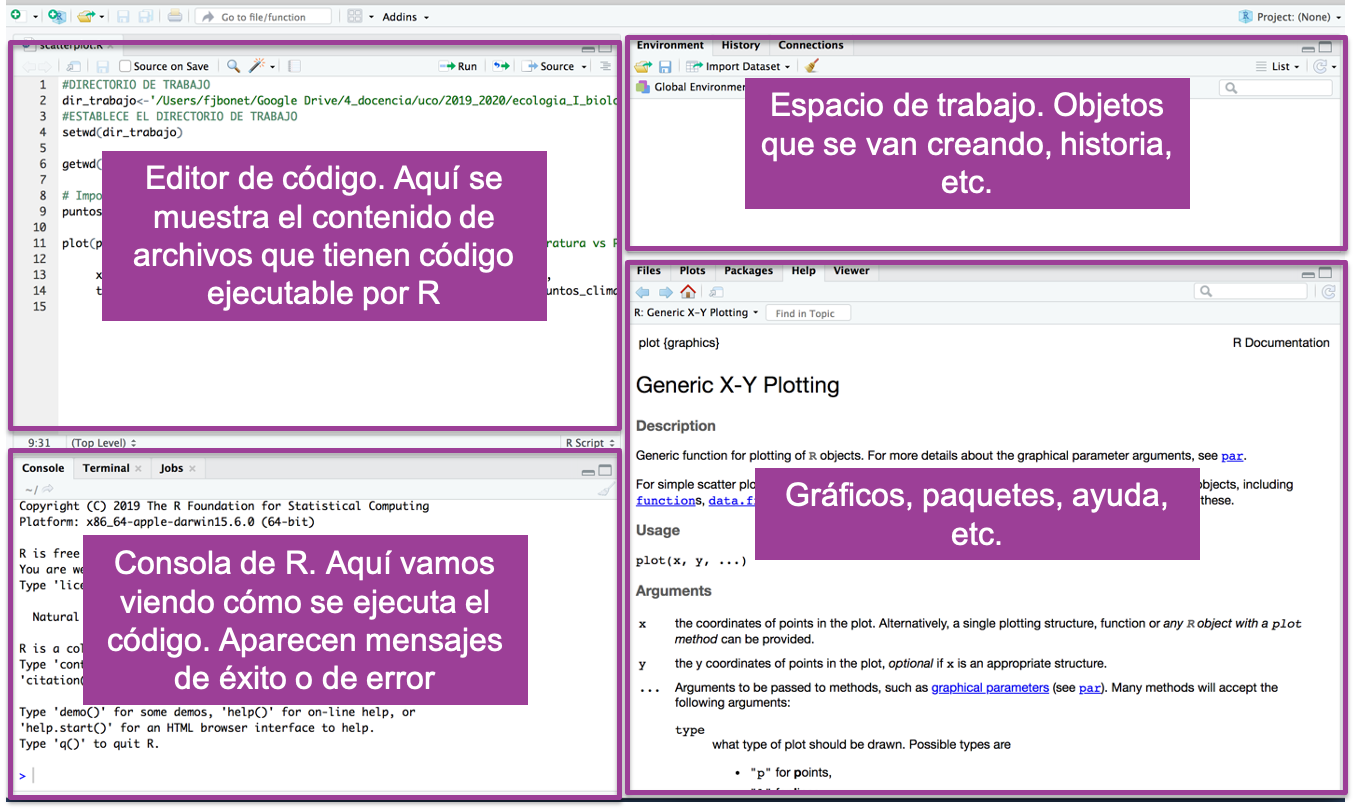 Go to file/function
Addins
Project: (None)
scatterplot.R
Source on Save
Run
Source
1 #DIRECTORIO DE TRABAJO
2 dir_trabajo<-'/Users/fjbonet/Google Drive/4_docencia/uco/2019_2020/ecologia_I_biolo
3 #ESTABLECE EL DIRECTORIO DE TRABAJO
4 setwd(dir_trabajo)
5
6 getwd(
7
8 # Impo
9 puntos
10
11 plot(p ratura vs P
12
13 x ,
14 t untos_clima
15
Editor de código. Aquí se
muestra el contenido de
archivos que tienen código
ejecutable por R
9:31 (Top Level) R Script
Console Terminal Jobs
~/
Copyright (C) 2019 The R Foundation for Statistical Computing
Platform: x86_64-apple-darwin15.6.0 (64-bit)
R is free
You are we
Type 'lice
Natural
R is a col
Type 'cont
'citation(
Type 'demo()' for some demos, 'help()' for on-line help, or
'help.start()' for an HTML browser interface to help.
Type 'q()' to quit R.
>
Consola de R. Aquí vamos
viendo cómo se ejecuta el
código. Aparecen mensajes
de éxito o de error
Environment History Connections
Import Dataset
List
Global Environmen
Espacio de trabajo. Objetos
que se van creando, historia,
etc.
Files Plots Packages Help Viewer
R: Generic X-Y Plotting Find in Topic
plot {graphics} R Documentation
Generic X-Y Plotting
Description
Generic function for plotting of R objects. For more details about the graphical parameter arguments, see par.
For simple scatter plo bjects, including
functions, data.f these.
Gráficos, paquetes, ayuda,
etc.
Usage
plot(x, y, ...)
Arguments
x the coordinates of points in the plot. Alternatively, a single plotting structure, function or any R object with a plot
method can be provided.
y the y coordinates of points in the plot, optional if x is an appropriate structure.
... Arguments to be passed to methods, such as graphical parameters (see par). Many methods will accept the
following arguments:
type
what type of plot should be drawn. Possible types are
• "p" for points,